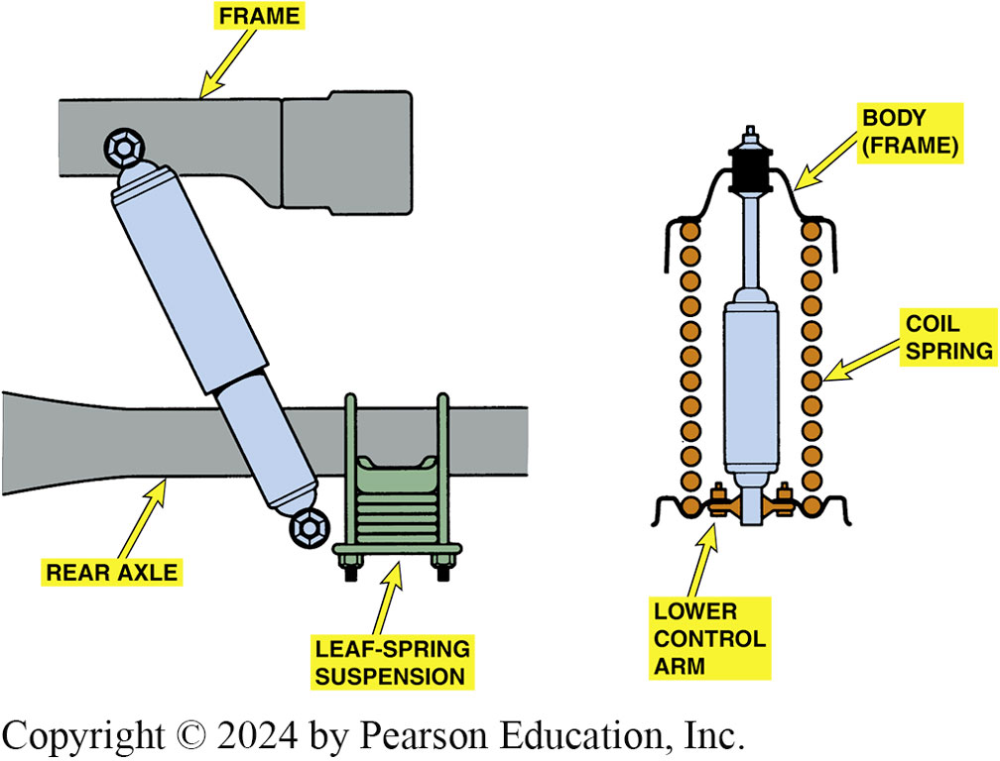 FRAME
BODY
(FRAME)
COIL
SPRING
REAR AXLE
LEAF-SPRING
SUSPENSION
LOWER
CONTROL
ARM
Copyright © 2024 by Pearson Education, Inc.